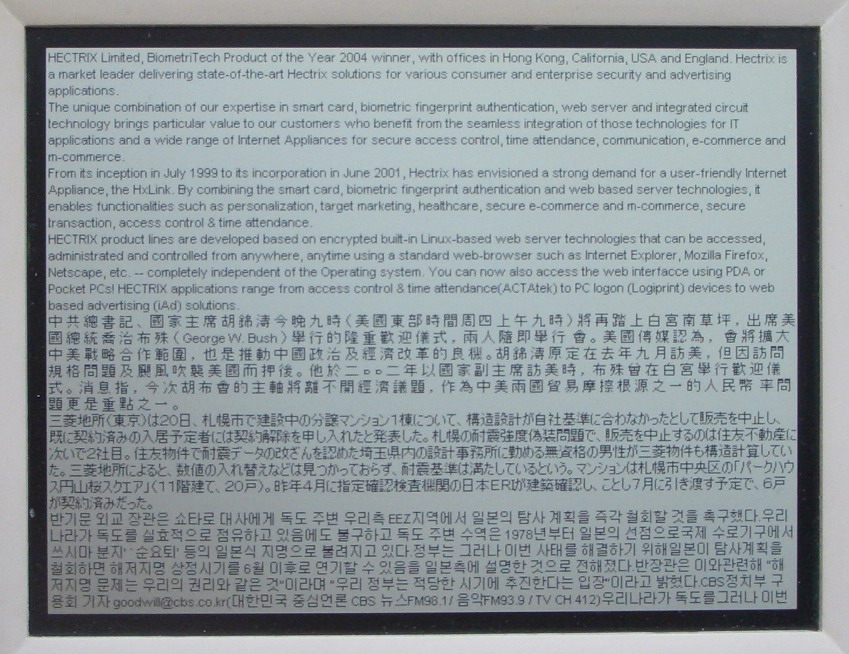 HECTRIX Limited, BiometriTech Product of the Year 2004 winner, with offices in Hong Kong, California, USA and England. Hectrix is
a market leader delivering state-of-the-art Hectrix solutions for various consumer and enterprise security and advertising
applications.
The unique combination of our expertise in smart card, biometric fingerprint authentication, web server and integrated circuit
technology brings particular value to our customers who benefit from the seamless integration of those technologies for IT
applications and a wide range of Internet Appliances for secure access control, time attendance, communication, e-commerce and
m-commerce.
From its inception in July 1999 to its incorporation in June 2001, Hectrix has envisioned a strong demand for a user-friendly Internet
Appliance, the HxLink. By combining the smart card, biometric fingerprint authentication and web based server technologies, it
enables functionalities such as personalization, target marketing, healthcare, secure e-commerce and m-commerce, secure
transaction, access control & time attendance.
HECTRIX product lines are developed based on encrypted built-in Linux-based web server technologies that can be accessed,
administrated and controlled from anywhere, anytime using a standard web-browser such as Internet Explorer, Mozilla Firefox,
Netscape, etc. -- completely independent of the Operating system. You can now also access the web interfacce using PDA or
Pocket PCs! HECTRIX applications range from access control & time attendance(ACTAtek) to PC logon (Logiprint) devices to web
based advertising (iAd) solutions.
中共總書記、國家主席胡錦濤今晚九時（美國東部時間周四上午九時）將再踏上白宮南草坪，出席美
國總統喬治布殊（George W. Bush）舉行的隆重歡迎儀式，兩人隨即舉行會。美國傳媒認為，會將擴大
中美戰略合作範圍，也是推動中國政治及經濟改革的良機。胡錦濤原定在去年九月訪美，但因訪問
規格問題及颶風吹襲美國而押後。他於二○○二年以國家副主席訪美時，布殊曾在白宮舉行歡迎儀
式。消息指，今次胡布會的主軸將離不開經濟議題，作為中美兩國貿易摩擦根源之一的人民幣率問
題更是重點之一。
三菱地所（東京）は20日、札幌市で建設中の分譲マンション1棟について、構造設計が自社基準に合わなかったとして販売を中止し、
既に契約済みの入居予定者には契約解除を申し入れたと発表した。札幌の耐震強度偽装問題で、販売を中止するのは住友不動産に
次いで2社目。住友物件で耐震データの改ざんを認めた埼玉県内の設計事務所に勤める無資格の男性が三菱物件も構造計算してい
た。三菱地所によると、数値の入れ替えなどは見つかっておらず、耐震基準は満たしているという。マンションは札幌市中央区の「パークハウ
ス円山桜スクエア」（11階建て、20戸）。昨年4月に指定確認検査機関の日本ERIが建築確認し、ことし7月に引き渡す予定で、6戸
が契約済みだった。
반기문 외교 장관은 쇼타로 대사에게 독도 주변 우리측 EEZ지역에서 일본의 탐사 계획을 즉각 철회할 것을 촉구했다.우리
나라가 독도를 실효적으로 점유하고 있음에도 불구하고 독도 주변 수역은 1978년부터 일본의 선점으로국제 수로기구에서
쓰시마 분지' '순요퇴' 등의 일본식 지명으로 불려지고 있다.정부는 그러나 이번 사태를 해결하기 위해일본이 탐사계획을
철회하면 해저지명 상정시기를 6월 이후로 연기할 수 있음을 일본측에 설명한 것으로 전해졌다.반장관은 이와관련해 "해
저지명 문제는 우리의 권리와 같은 것"이라며 "우리 정부는 적당한 시기에 추진한다는 입장"이라고 밝혔다.CBS정치부 구
용회 기자 goodwill@cbs.co.kr(대한민국 중심언론 CBS 뉴스FM98.1 / 음악FM93.9 / TV CH 412)우리나라가 독도를그러나 이번